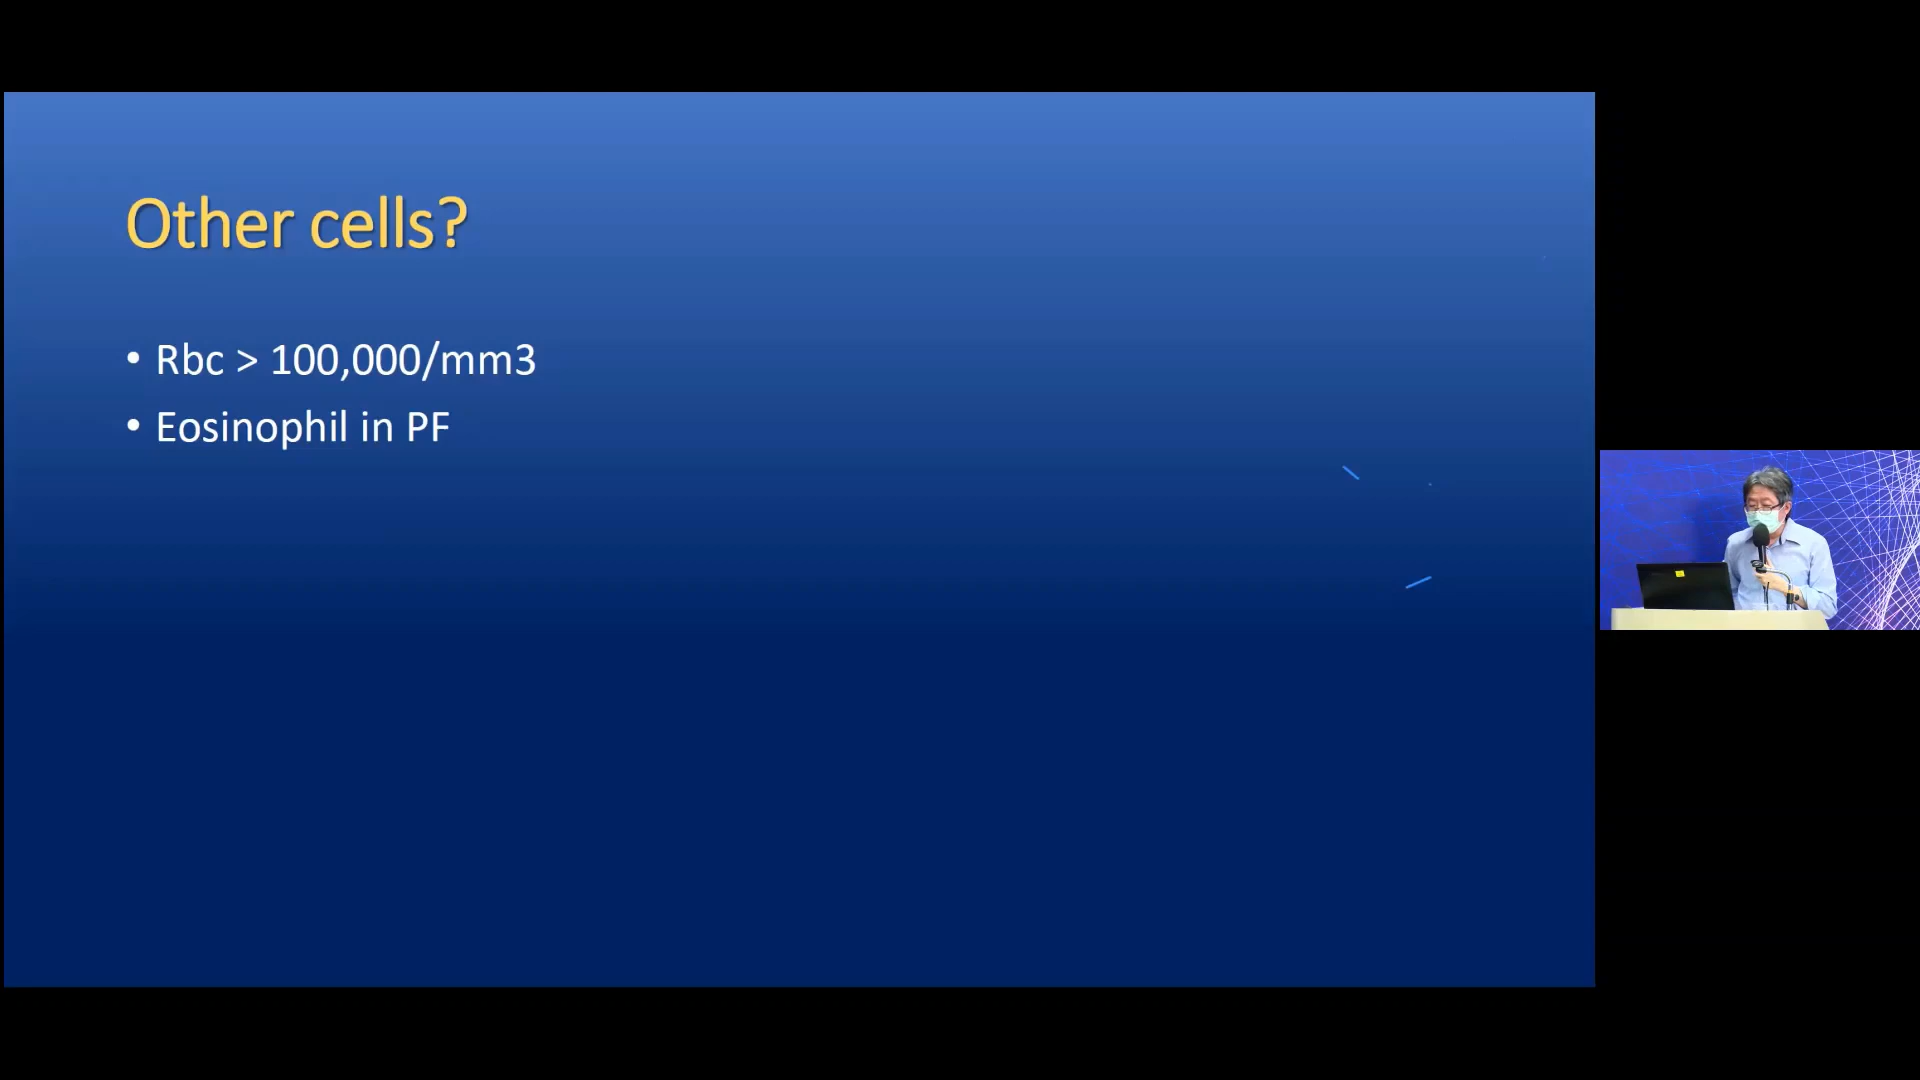 Other cells?
• Rbc > 100,000/mm3
• Eosinophil in PF